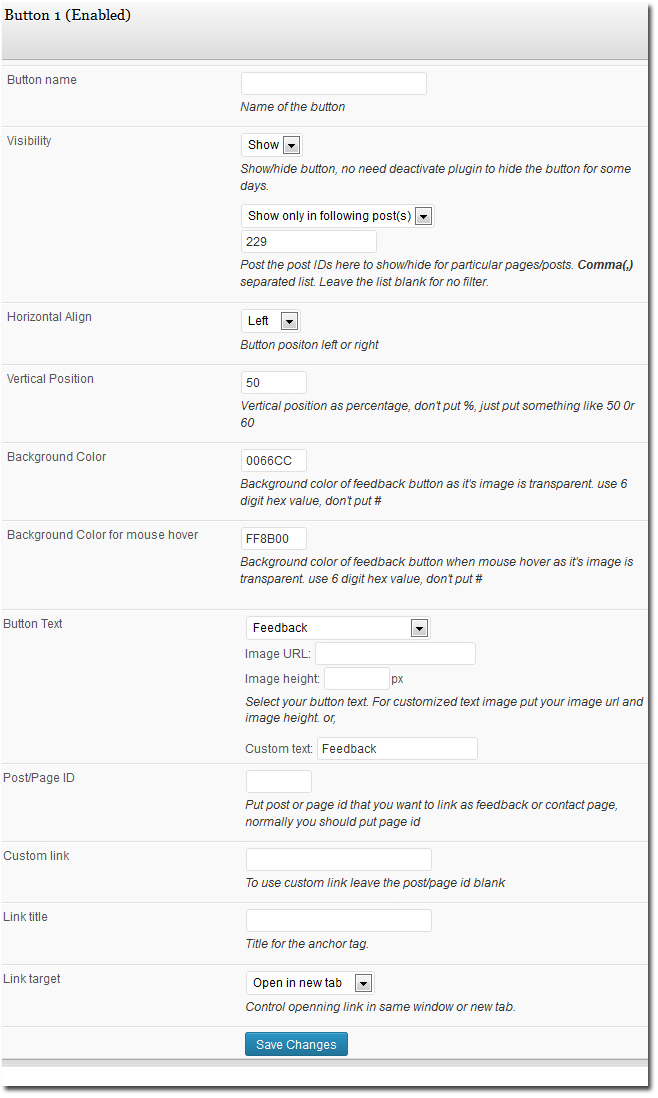 Button 1 (Enabled)
Button name
Name of the button
Visibility
Show
Show/hide button, no need deactivate plugin to hide the button for some
days.
Show only in following post(s)
229
Post the post IDs here to show/hide for particular pages/posts. Comma(,)
separated list. Leave the list blank for no filter.
Horizontal Align
Left
Button positon left or right
Vertical Position
50
Vertical position as percentage, don't put %, just put something like 50 0r
60
Background Color
0066CC
Background color of feedback button as it's image is transparent. use 6
digit hex value, don't put #
Background Color for mouse hover
FF8B00
Background color of feedback button when mouse hover as it's image is
transparent. use 6 digit hex value, don't put #
Button Text
Feedback
Image URL:
Image height: px
Select your button text. For customized text image put your image url and
image height. or,
Custom text: Feedback
Post/Page ID
Put post or page id that you want to link as feedback or contact page,
normally you should put page id
Custom link
To use custom link leave the post/page id blank
Link title
Title for the anchor tag.
Link target
Open in new tab
Control openning link in same window or new tab.
Save Changes